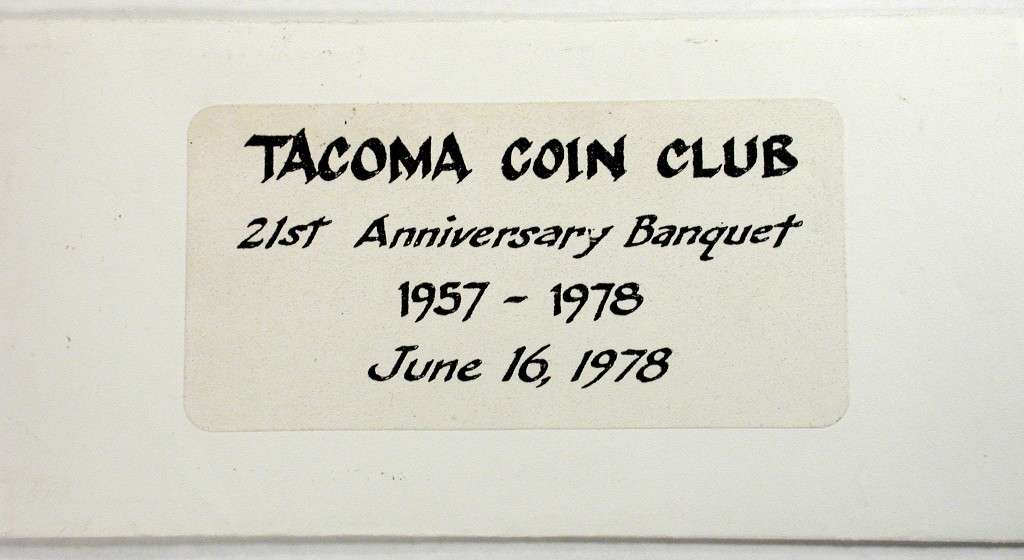 TACOMA COIN CLUB
21st Anniversary Banquet
1957 - 1978
June 16, 1978